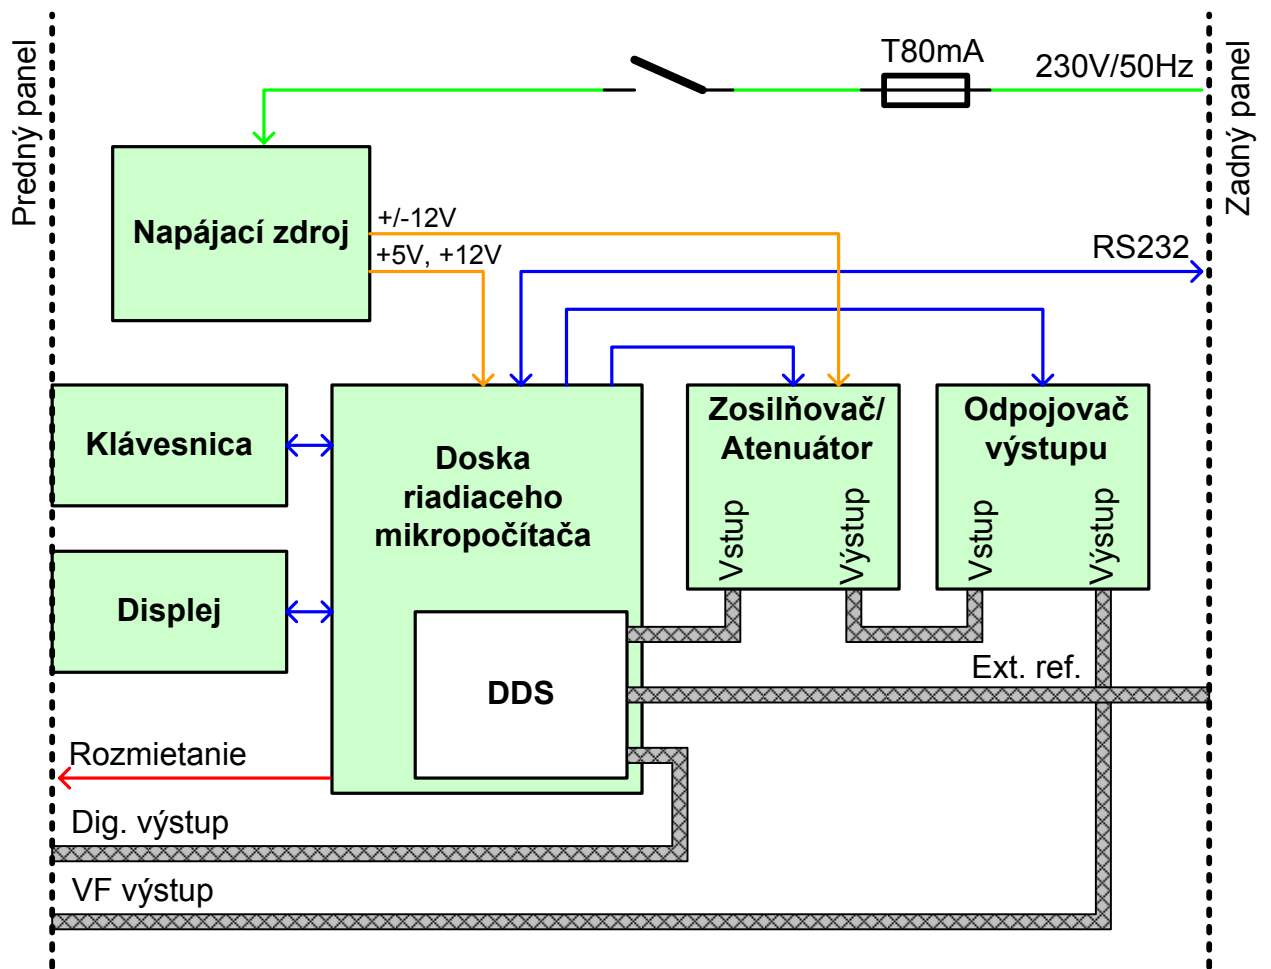 Predný panel
T80mA
230V/50Hz
Zadný panel
Napájací zdroj
+/-12V
+5V, +12V
RS232
Klávesnica
Doska
riadiaceho
mikropočítača
Zosilňovač/
Atenuátor
Vstup
Výstup
Odpojovač
výstupu
Vstup
Výstup
Displej
DDS
Ext. ref.
Rozmietanie
Dig. výstup
VF výstup